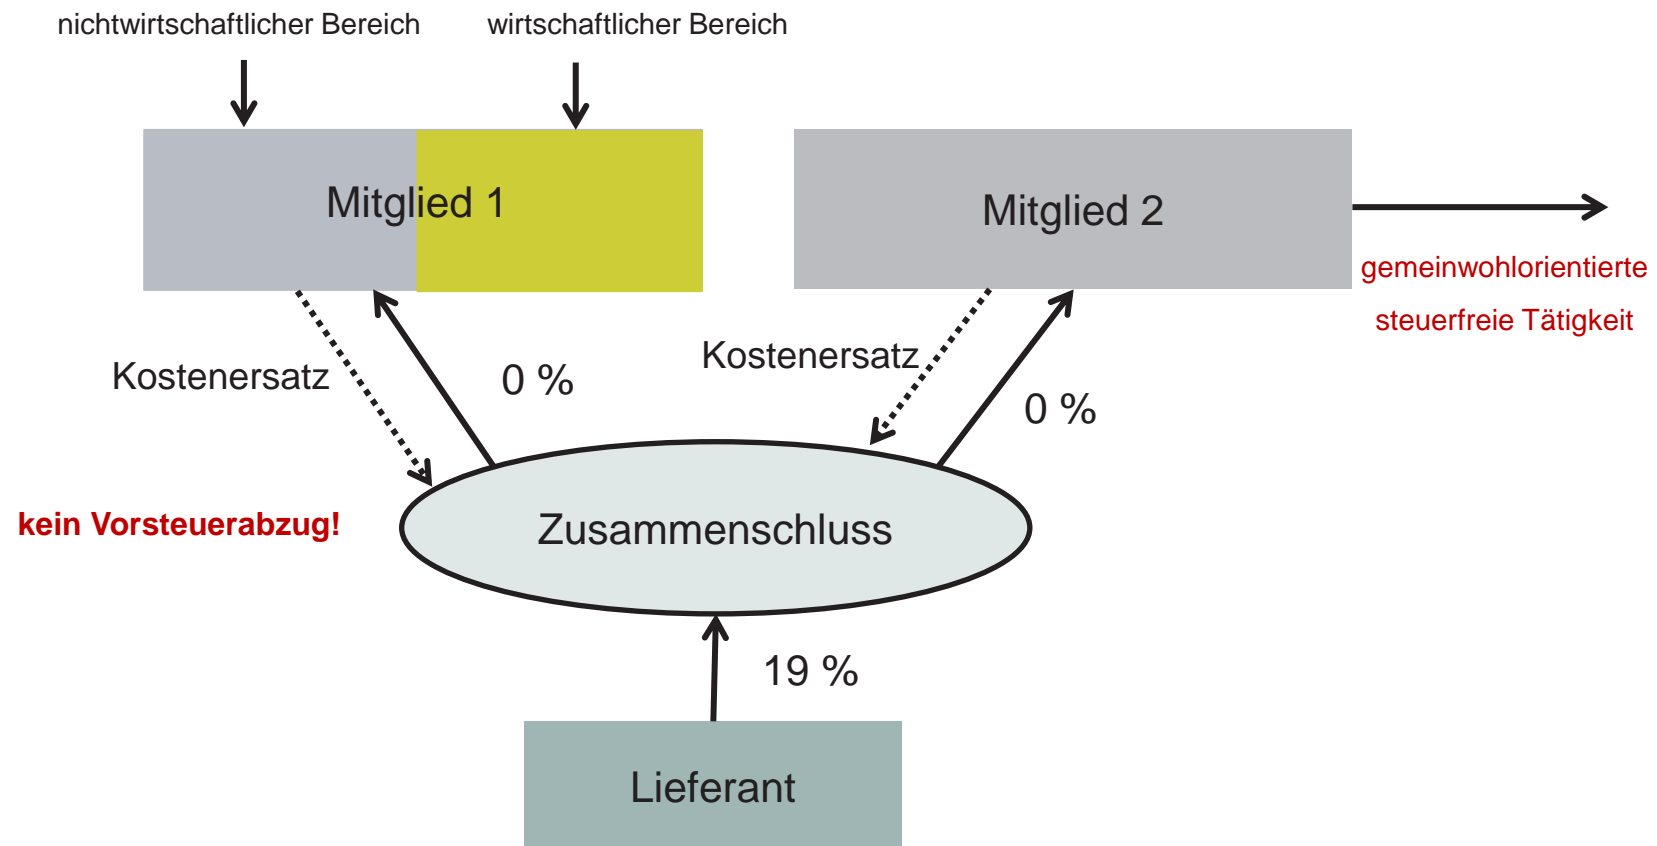 nichtwirtschaftlicher Bereich
wirtschaftlicher Bereich
Mitglied 1
Mitglied 2
gemeinwohlorientierte
steuerfreie Tätigkeit
Kostenersatz
0 %
Kostenersatz
0 %
kein Vorsteuerabzug!
Zusammenschluss
19 %
Lieferant